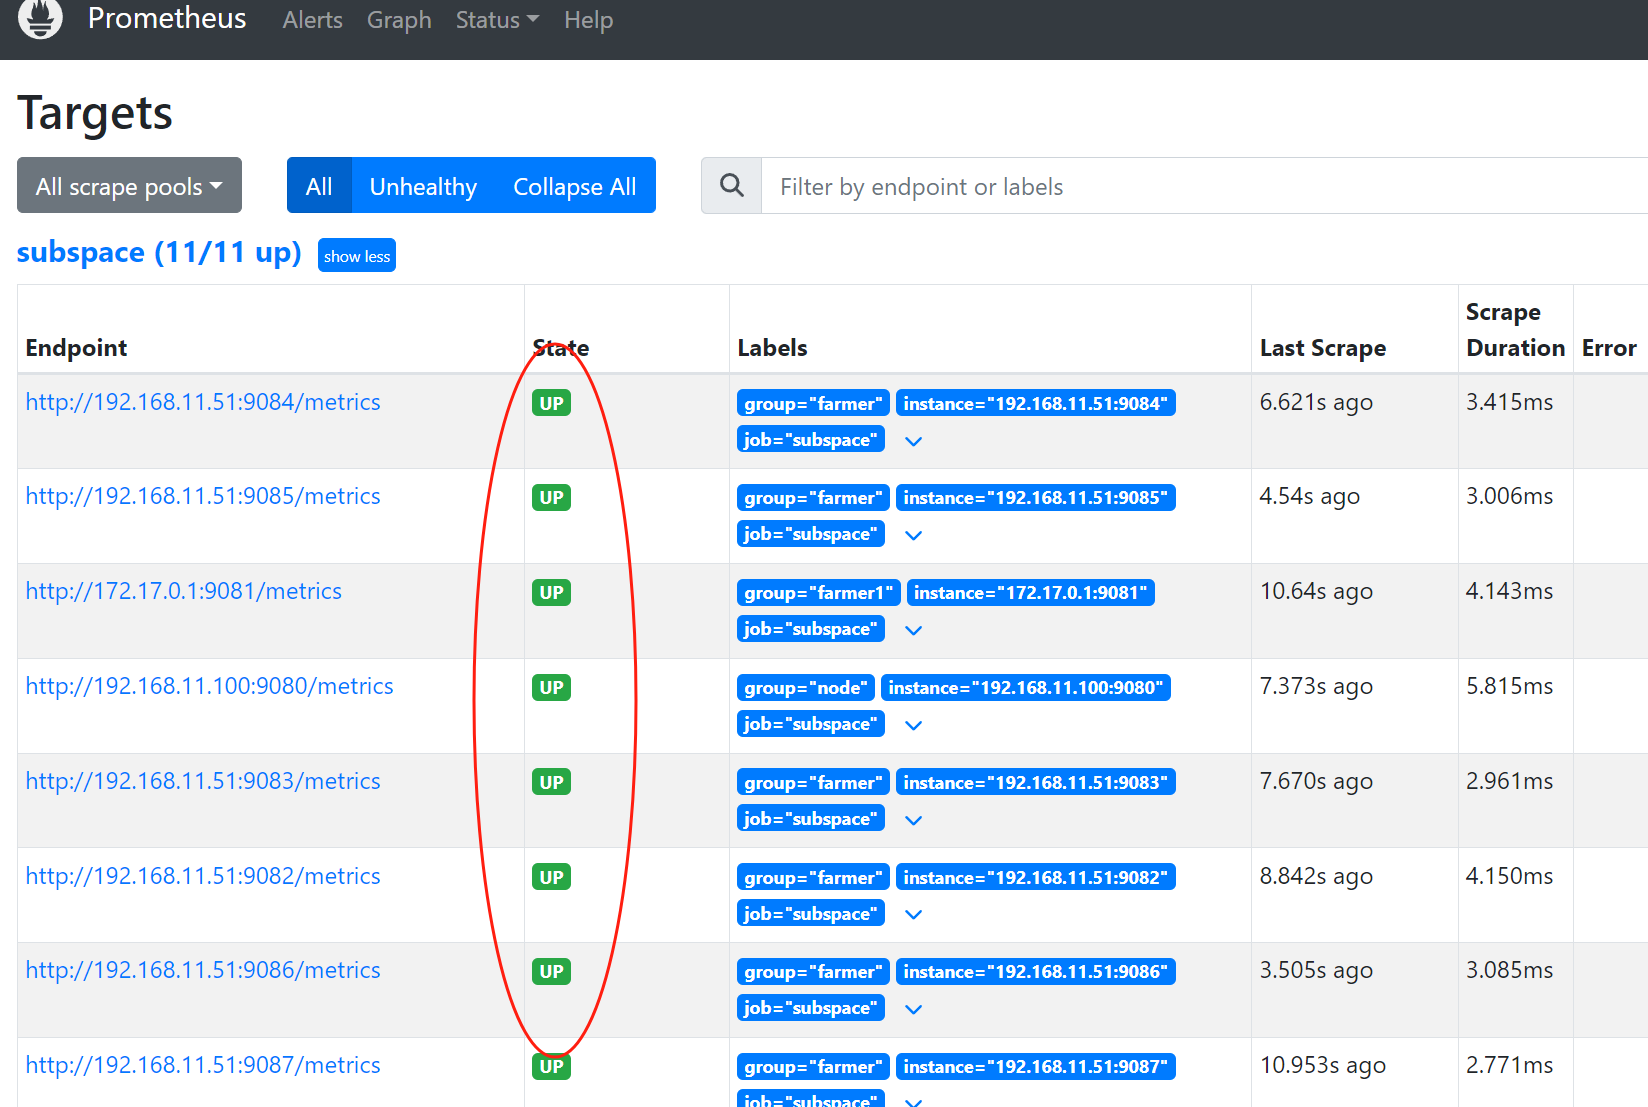 Prometheus Alerts Graph Status Help
Targets
All scrape pools All Unhealthy Collapse All Filter by endpoint or labels
subspace (11/11 up) show less
Endpoint State Labels Last Scrape Scrape Duration Error
http://192.168.11.51:9084/metrics UP group="farmer" instance="192.168.11.51:9084" 6.621s ago 3.415ms
job="subspace"
http://192.168.11.51:9085/metrics UP group="farmer" instance="192.168.11.51:9085" 4.54s ago 3.006ms
job="subspace"
http://172.17.0.1:9081/metrics UP group="farmer1" instance="172.17.0.1:9081" 10.64s ago 4.143ms
job="subspace"
http://192.168.11.100:9080/metrics UP group="node" instance="192.168.11.100:9080" 7.373s ago 5.815ms
job="subspace"
http://192.168.11.51:9083/metrics UP group="farmer" instance="192.168.11.51:9083" 7.670s ago 2.961ms
job="subspace"
http://192.168.11.51:9082/metrics UP group="farmer" instance="192.168.11.51:9082" 8.842s ago 4.150ms
job="subspace"
http://192.168.11.51:9086/metrics UP group="farmer" instance="192.168.11.51:9086" 3.505s ago 3.085ms
job="subspace"
http://192.168.11.51:9087/metrics UP group="farmer" instance="192.168.11.51:9087" 10.953s ago 2.771ms
job="subspace"